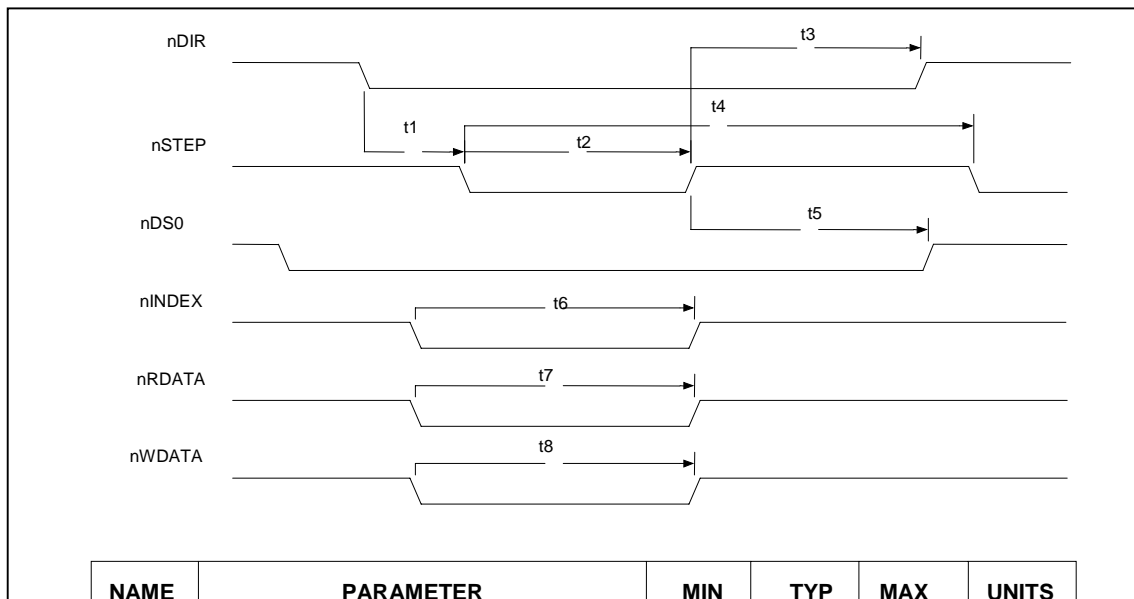 nDIR
t3
t4
t1
nSTEP
t2
nDS0
t5
nINDEX
t6
nRDATA
t7
nWDATA
t8
NAME PARAMETER MIN TYP MAX UNITS